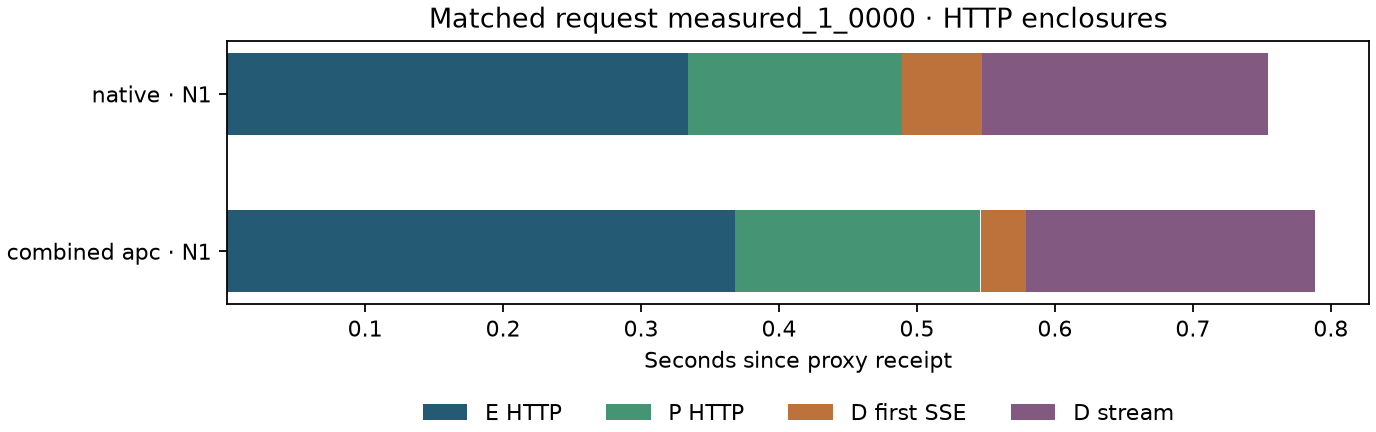 Matched request measured_1_0000 · HTTP enclosures
native · N1
combined apc · N1
0.1 0.2 0.3 0.4 0.5 0.6 0.7 0.8
Seconds since proxy receipt
E HTTP P HTTP D first SSE D stream